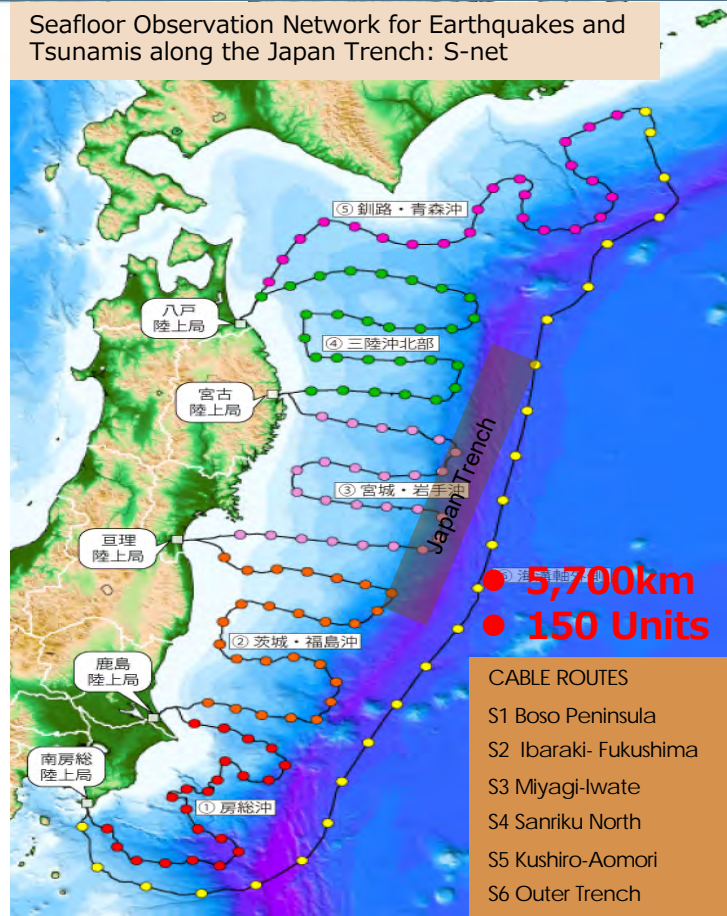 Seafloor Observation Network for Earthquakes and
Tsunamis along the Japan Trench: S-net
⑤ 釧路・青森沖
八戸
陸上局
④ 三陸沖北部
宮古
陸上局
Japan Trench
③ 宮城・岩手沖
亘理
陸上局
● 5,700km
● 150 Units
② 茨城・福島沖
鹿島
陸上局
南房総
陸上局
① 房総沖
CABLE ROUTES
S1 Boso Peninsula
S2 Ibaraki- Fukushima
S3 Miyagi-Iwate
S4 Sanriku North
S5 Kushiro-Aomori
S6 Outer Trench